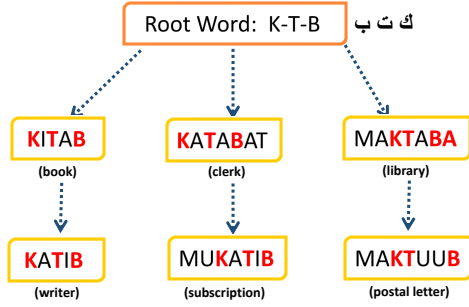 Root Word: K-T-B ك ت ب
KITAB KATABAT MAKTABA
(book) (clerk) (library)
KATIB MUKATIB MAKTUUB
(writer) (subscription) (postal letter)